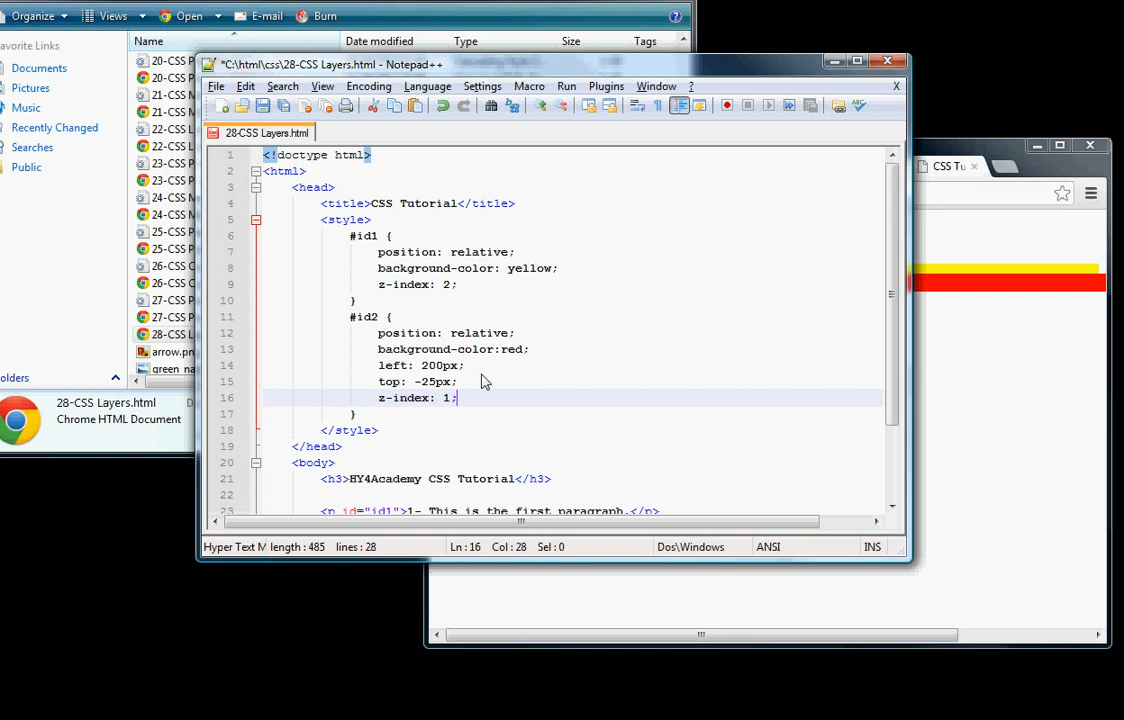 Organize Views Open E-mail Burn
avorite Links
Documents
Pictures
Music
Recently Changed
Searches
Public
olders
Name Date modified Type Size Tags
20-CSS P
20-CSS P
21-CSS M
21-CSS M
22-CSS L
22-CSS L
23-CSS P
23-CSS P
24-CSS M
24-CSS M
25-CSS P
25-CSS P
26-CSS C
26-CSS C
27-CSS P
27-CSS P
28-CSS L
arrow.pn
green_na
28-CSS Layers.html
Chrome HTML Document
*C:\html\css\28-CSS Layers.html - Notepad++
File Edit Search View Encoding Language Settings Macro Run Plugins Window ? X
28-CSS Layers.html
1 <!doctype html>
2 <html>
3 <head>
4 <title>CSS Tutorial</title>
5 <style>
6 #id1 {
7 position: relative;
8 background-color: yellow;
9 z-index: 2;
10 }
11 #id2 {
12 position: relative;
13 background-color:red;
14 left: 200px;
15 top: -25px;
16 z-index: 1;
17 }
18 </style>
19 </head>
20 <body>
21 <h3>HY4Academy CSS Tutorial</h3>
22
23 <p id="id1">1- This is the first paragraph.</p>
Hyper Text M length : 485 lines : 28 Ln : 16 Col : 28 Sel : 0 Dos\Windows ANSI INS
CSS Tu